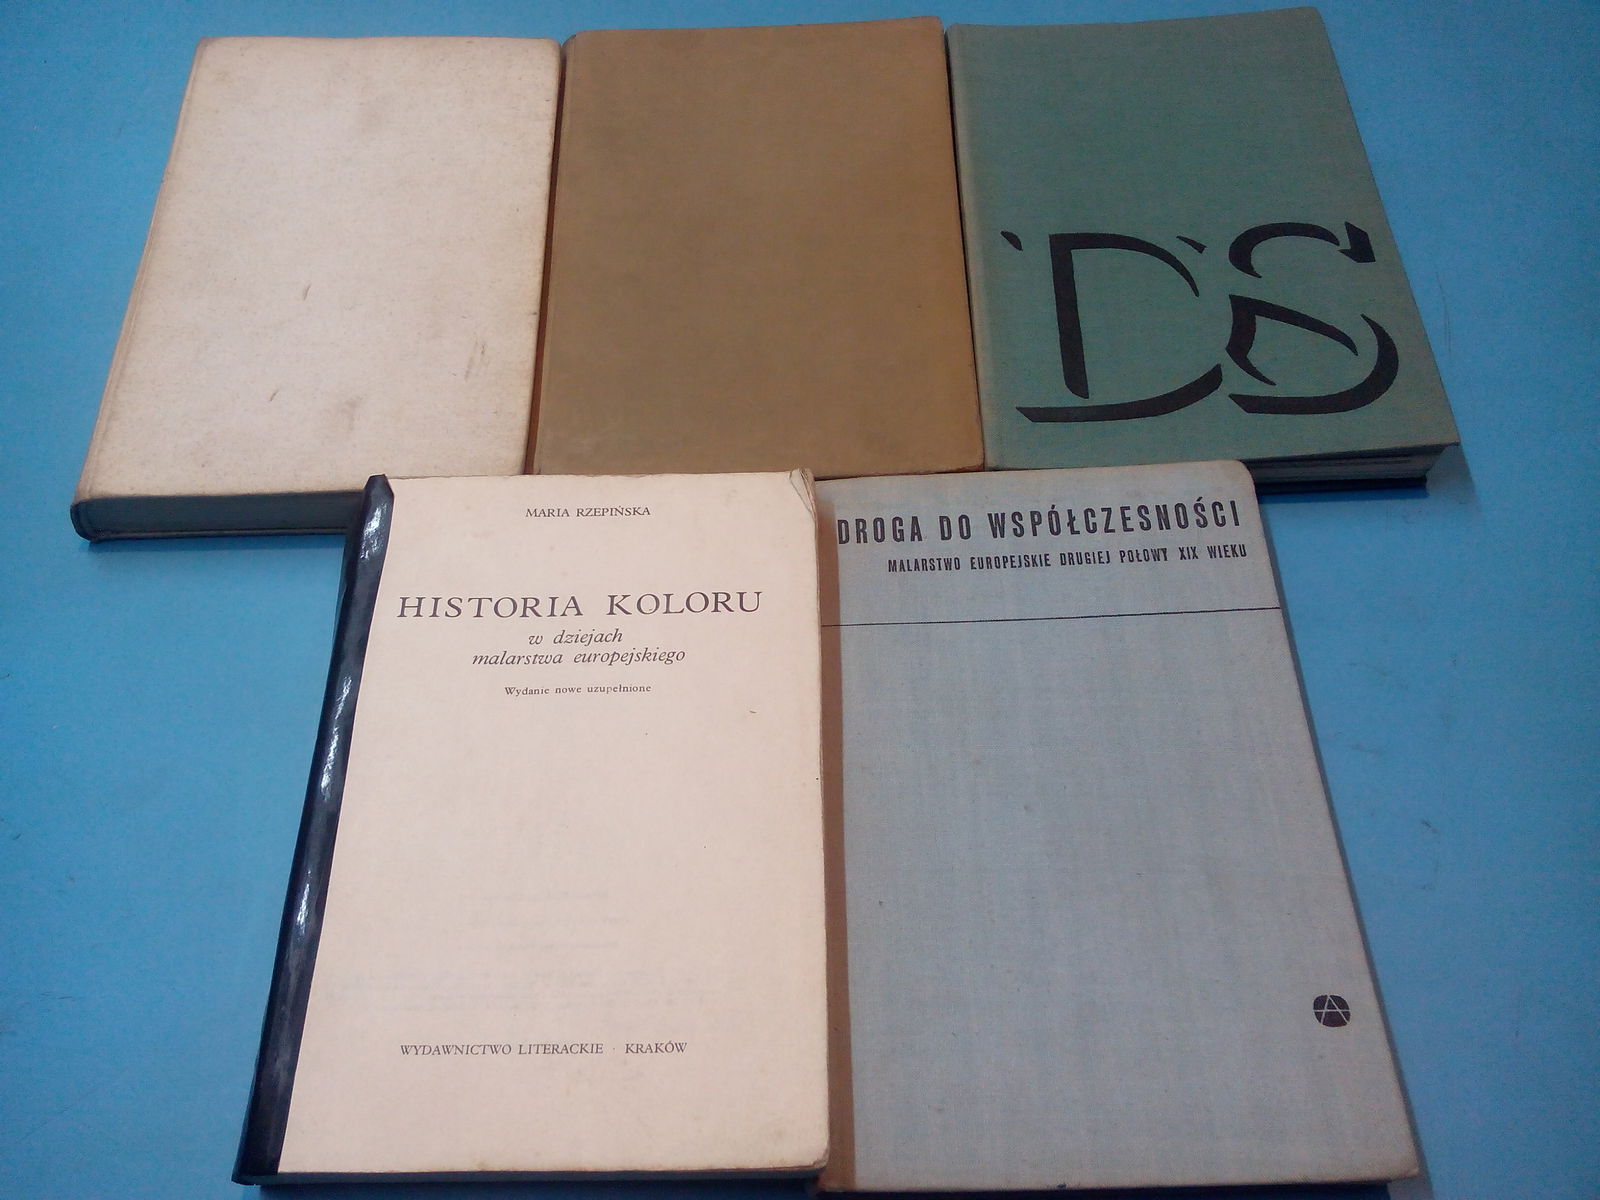 DS
MARIA RZEPIŃSKA
HISTORIA KOLORU
w dziejach
malarstwa europejskiego
Wydanie nowe uzupełnione
WYDAWNICTWO LITERACKIE · KRAKÓW
DROGA DO WSPÓŁCZESNOŚCI
MALARSTWO EUROPEJSKIE DRUGIEJ POŁOWY XIX WIEKU